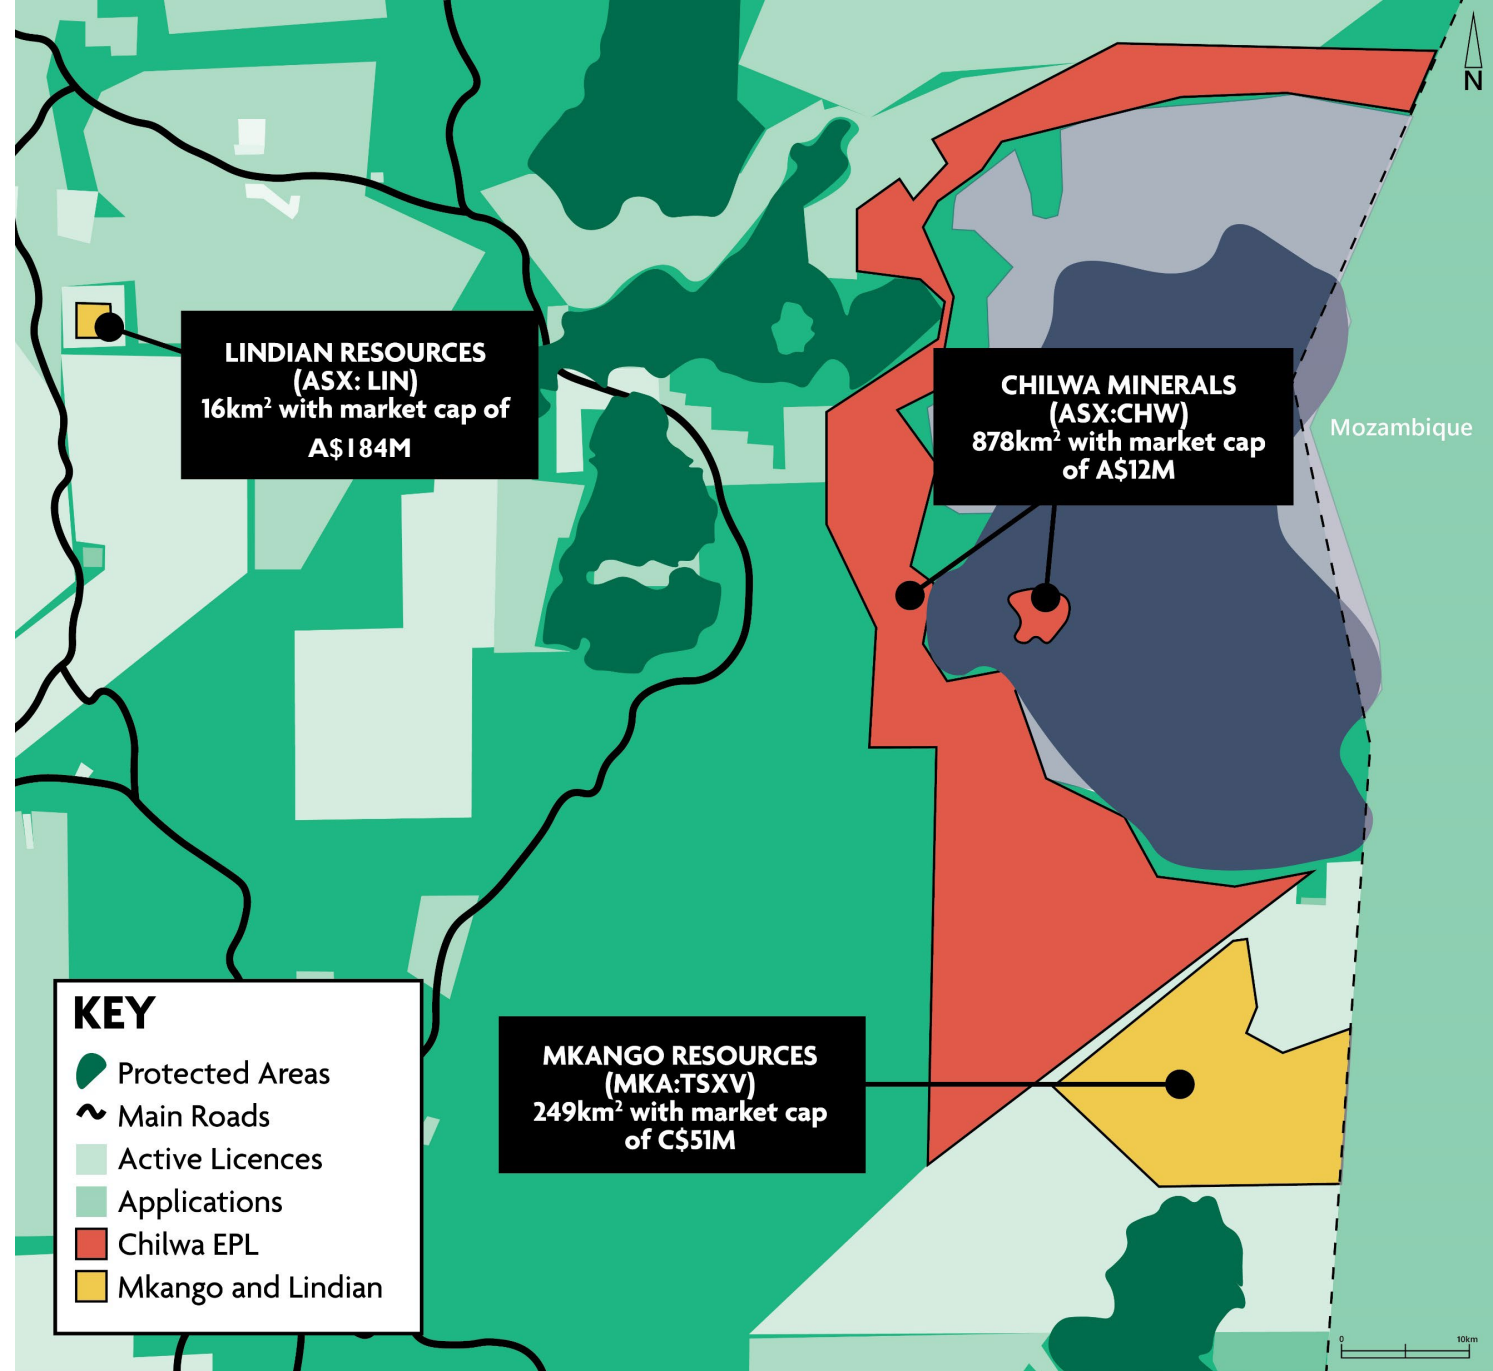 N
LINDIAN RESOURCES
(ASX: LIN)
16km² with market cap of
A$184M
CHILWA MINERALS
(ASX:CHW)
878km² with market cap
of A$12M
Mozambique
MKANGO RESOURCES
(MKA:TSXV)
249km² with market cap
of C$51M
KEY
Protected Areas
Main Roads
Active Licences
Applications
Chilwa EPL
Mkango and Lindian
0 10km